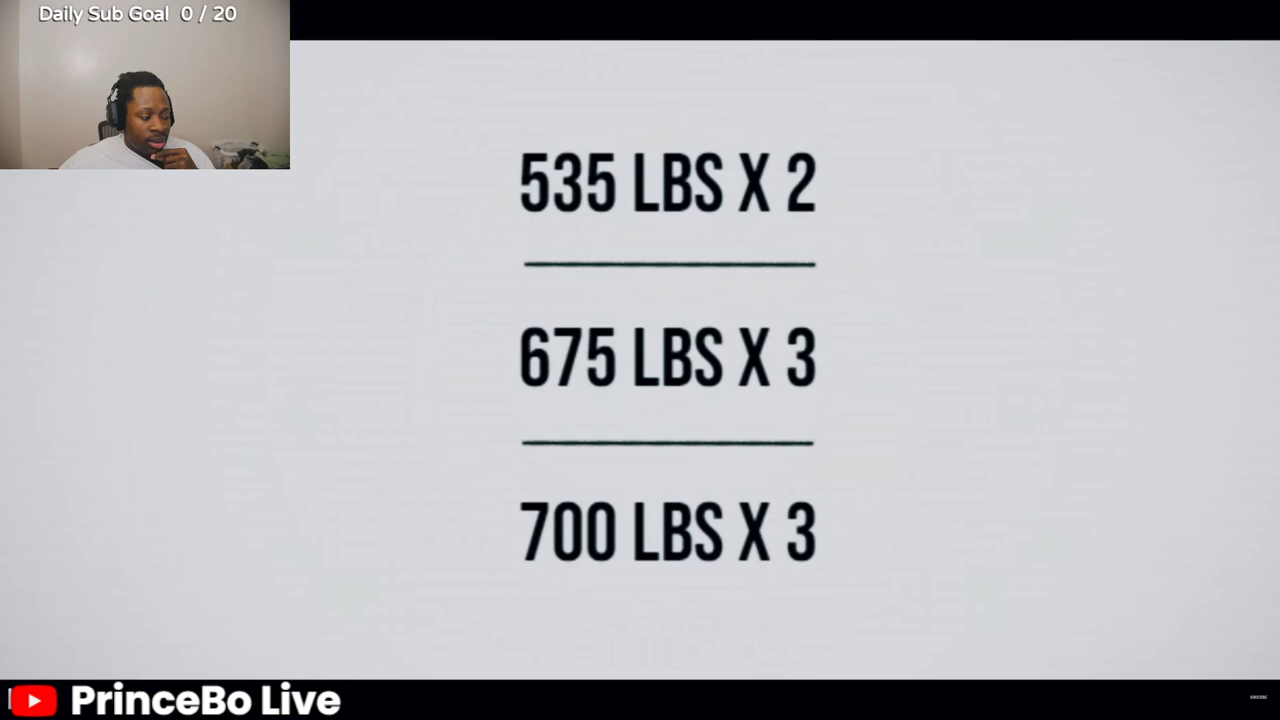 Daily Sub Goal 0 / 20
535 LBS X 2
675 LBS X 3
700 LBS X 3
PrinceBo Live